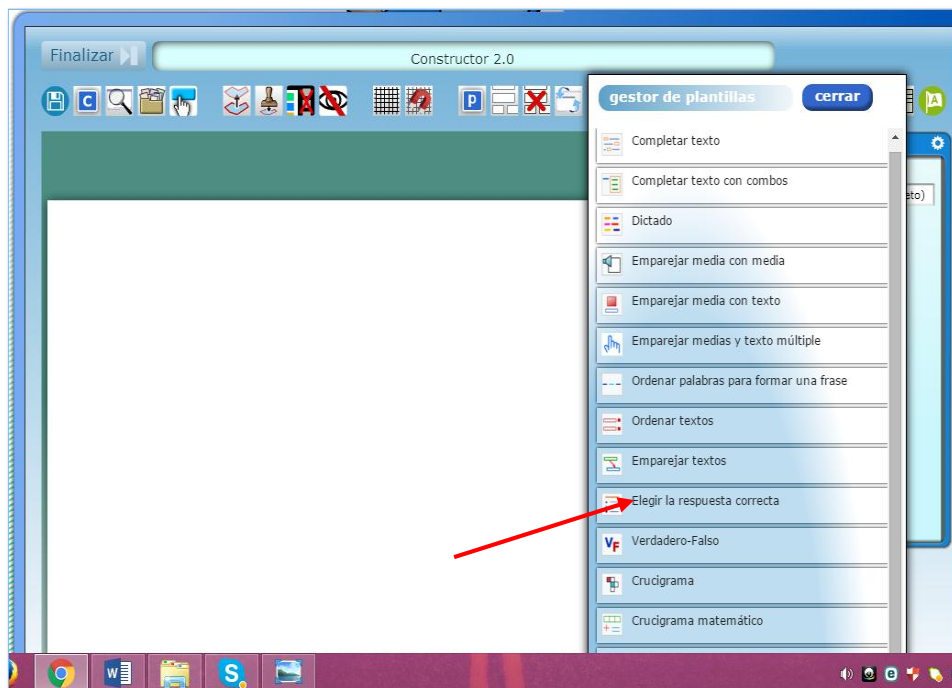 Finalizar
Constructor 2.0
C
P
A
gestor de plantillas
cerrar
eto)
Completar texto
Completar texto con combos
Dictado
Emparejar media con media
Emparejar media con texto
Emparejar medias y texto múltiple
Ordenar palabras para formar una frase
Ordenar textos
Emparejar textos
Elegir la respuesta correcta
VF
Verdadero-Falso
Crucigrama
Crucigrama matemático
W
S
e